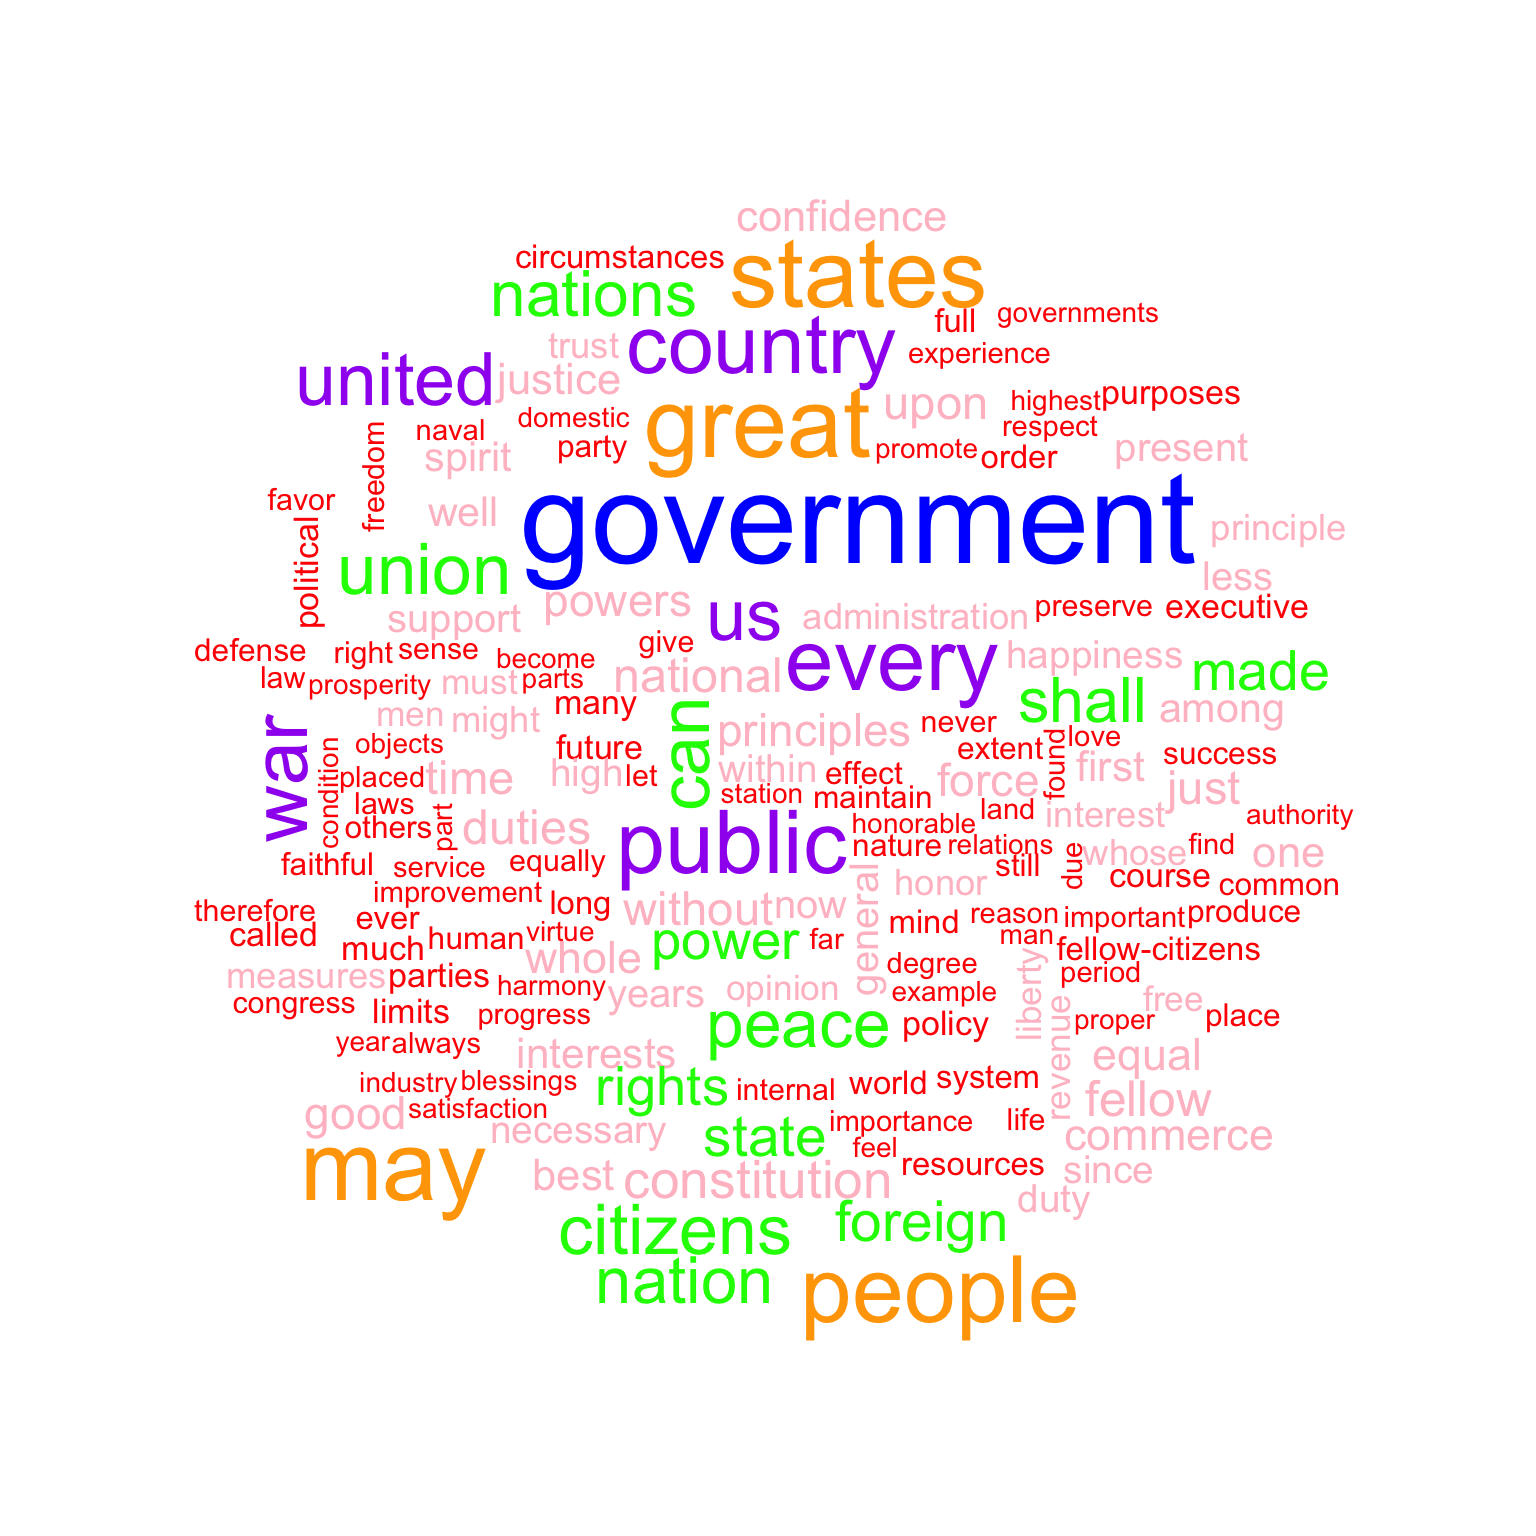 confidence
circumstances
states
nations
governments
full
country
trust
experience
united
justice
upon
highest
purposes
great
domestic
respect
naval
party
promote
order
present
spirit
freedom
favor
well
government
principle
political
union
less
powers
support
us
administration
preserve
executive
defense
right
sense
give
every
happiness
become
law
prosperity
must
parts
national
made
many
shall
among
men
might
can
principles
never
war
objects
future
extent
found
love
success
condition
placed
time
high
let
within
effect
force
first
just
station
maintain
laws
land
interest
authority
others
part
duties
public
honorable
nature
relations
still
due
whose
find
one
faithful
service
equally
course
common
improvement
general
honor
therefore
ever
long
without
now
mind
reason
important
produce
called
much
human
virtue
power
far
man
fellow-citizens
whole
measures
parties
harmony
degree
liberty
period
congress
limits
progress
years
opinion
example
revenue
free
peace
policy
proper
place
year
always
interests
equal
industry
blessings
rights
internal
world
system
good
satisfaction
fellow
necessary
state
importance
life
commerce
feel
may
best
constitution
resources
since
duty
citizens
foreign
nation
people